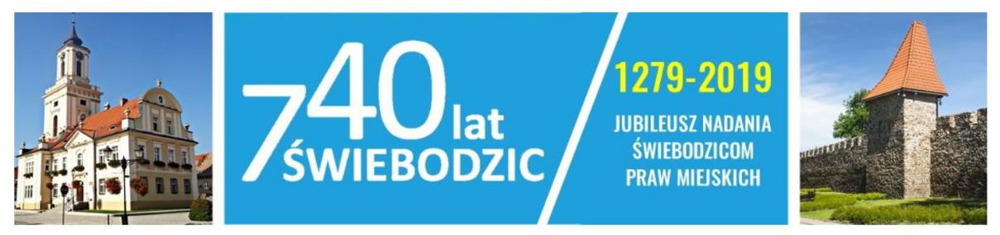 740 lat
ŚWIEBODZIC
1279-2019
JUBILEUSZ NADANIA
ŚWIEBODZICOM
PRAW MIEJSKICH